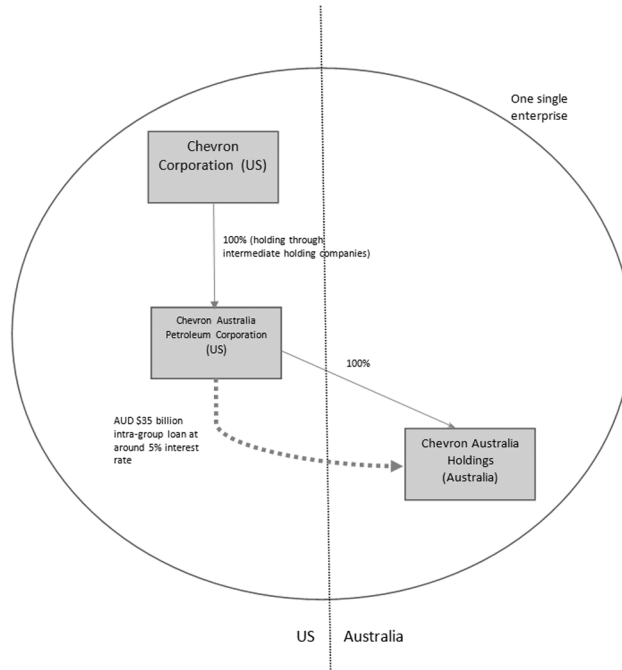 One single
enterprise
Chevron
Corporation (US)
100% (holding through
intermediate holding companies)
Chevron Australia
Petroleum Corporation
(US)
100%
AUD $35 billion
intra-group loan at
around 5% interest
rate
Chevron Australia
Holdings
(Australia)
US
Australia